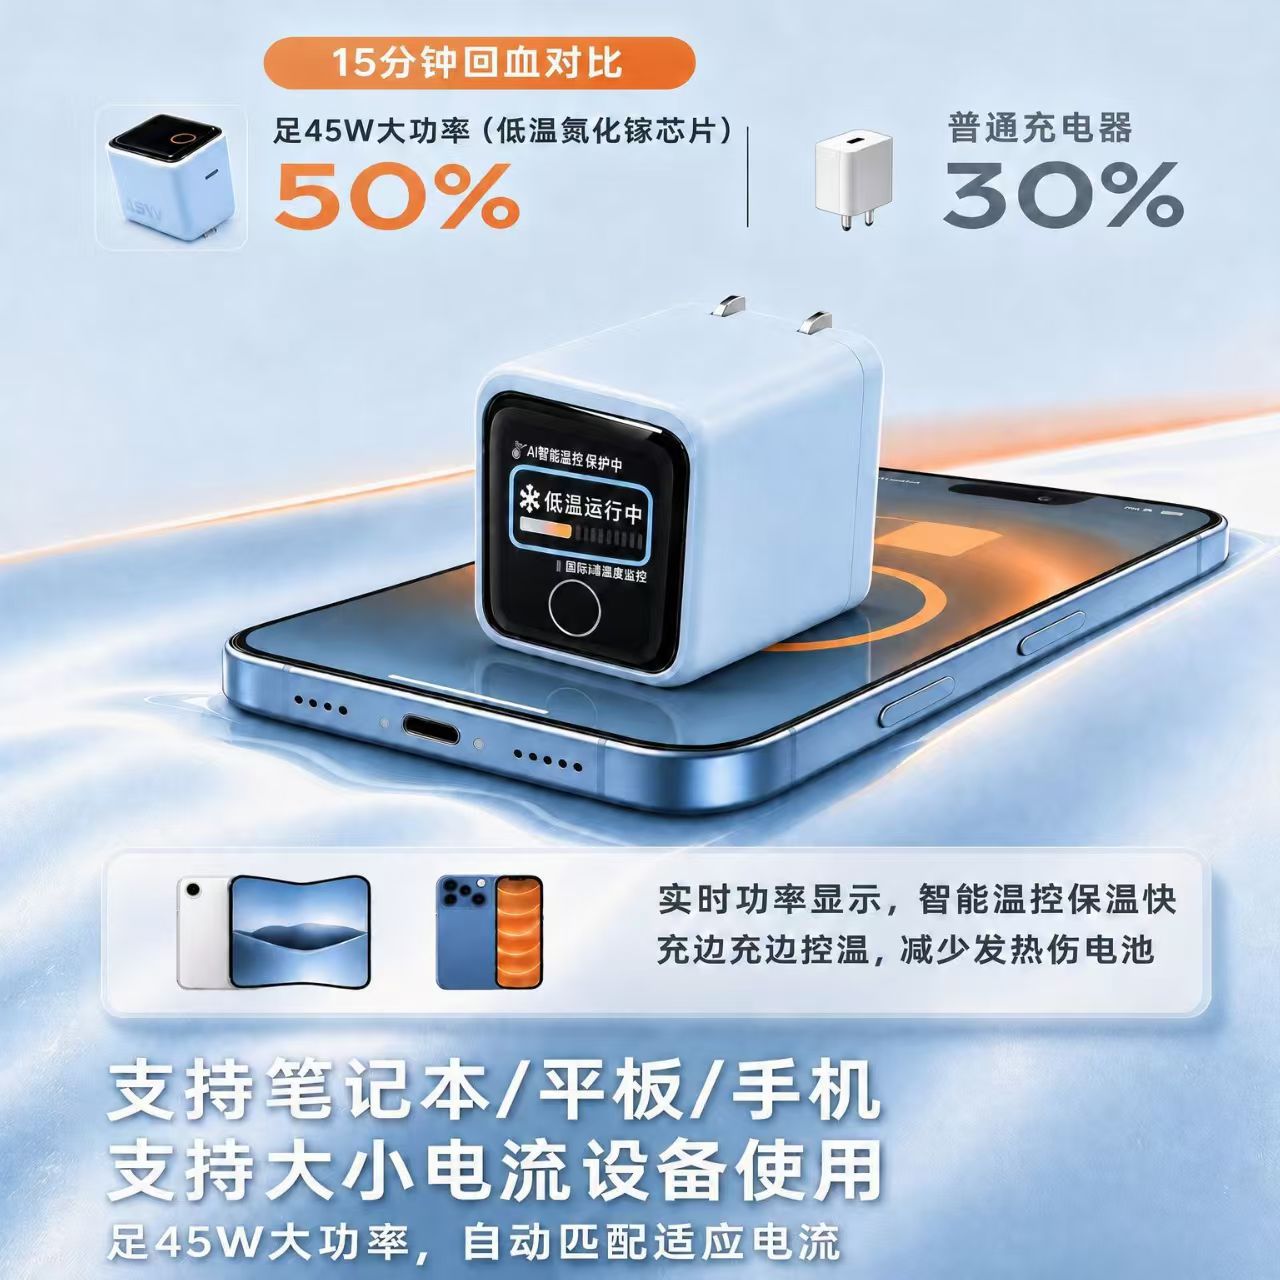 15分钟回血对比
足45W大功率（低温氮化镓芯片）
50%
普通充电器
30%
45W
AI智能温控 保护中
低温运行中
温度监控
实时功率显示，智能温控保温快
充边充边控温，减少发热伤电池
支持笔记本/平板/手机
支持大小电流设备使用
足45W大功率，自动匹配适应电流